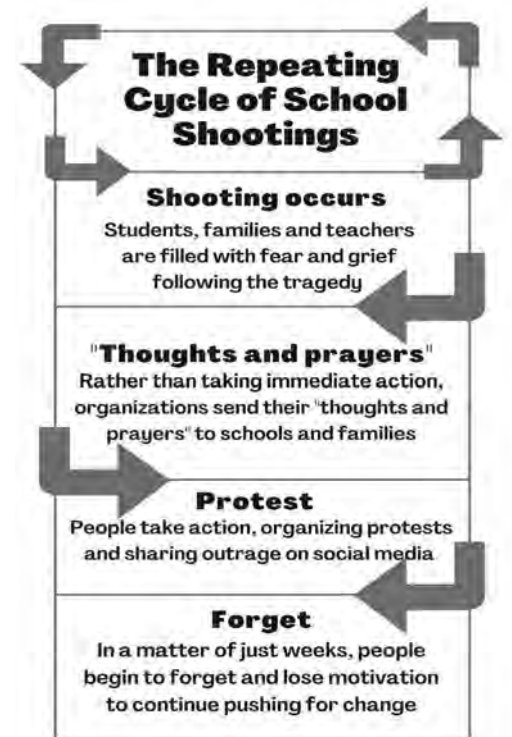 The Repeating
Cycle of School
Shootings
Shooting occurs
Students, families and teachers
are filled with fear and grief
following the tragedy
"Thoughts and prayers"
Rather than taking immediate action,
organizations send their "thoughts and
prayers" to schools and families
Protest
People take action, organizing protests
and sharing outrage on social media
Forget
In a matter of just weeks, people
begin to forget and lose motivation
to continue pushing for change